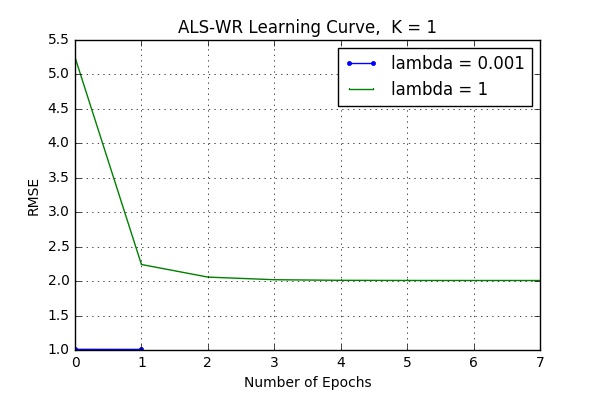 ALS-WR Learning Curve,  K = 1
lambda = 0.001
lambda = 1
5.5
5.0
4.5
4.0
3.5
3.0
2.5
2.0
1.5
1.0
RMSE
0 1 2 3 4 5 6 7
Number of Epochs